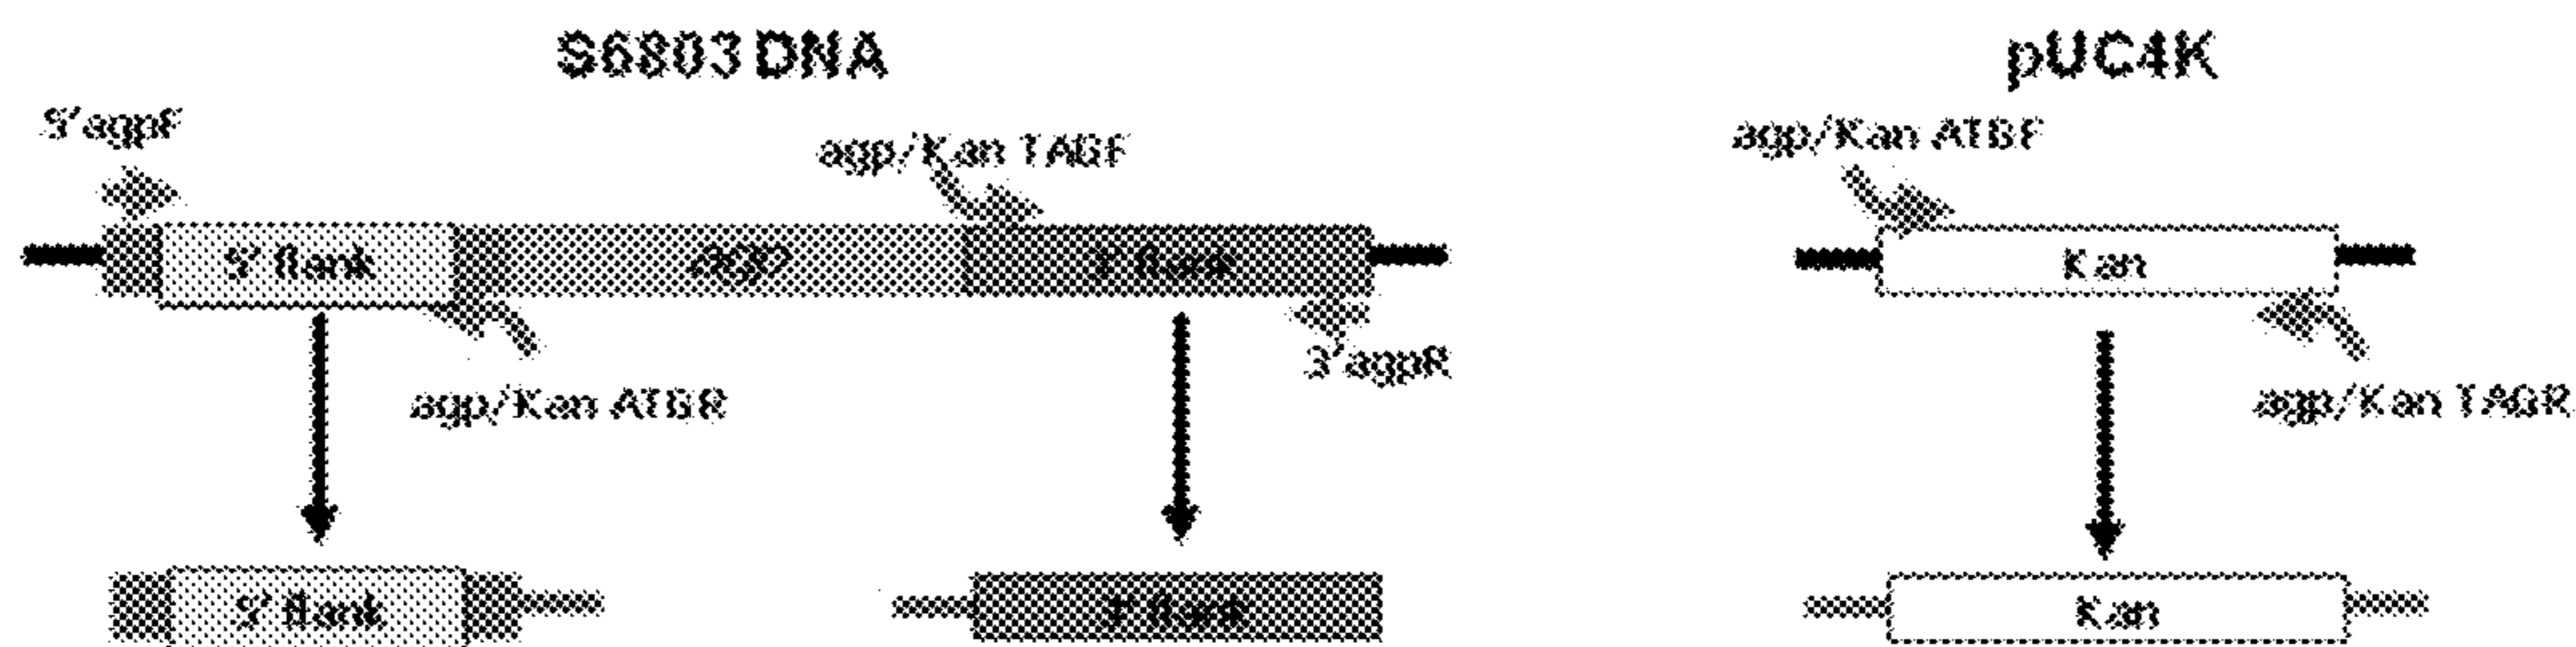 S6803 DNA
pUC4K
5'agpF
agp/Kan TAGF
agp/Kan ATGF
5' flank
agp
3' flank
Kan
3'agpR
agp/Kan ATGR
agp/Kan TAGR
5' flank
3' flank
Kan